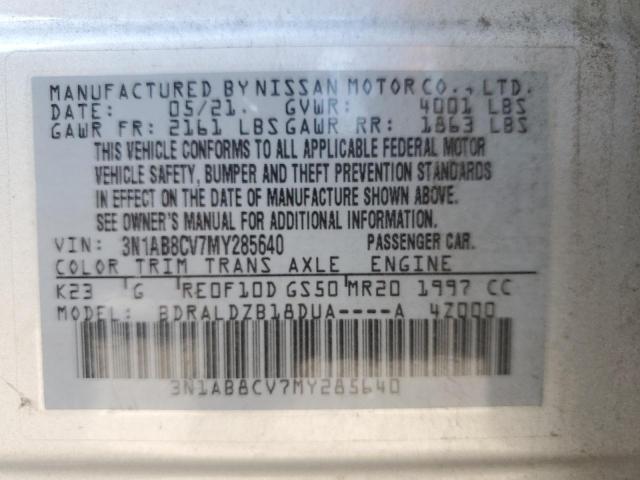 MANUFACTURED BY NISSAN MOTOR CO., LTD.
DATE: 05/21. GVWR: 4001 LBS
GAWR FR: 2161 LBS GAWR RR: 1863 LBS
THIS VEHICLE CONFORMS TO ALL APPLICABLE FEDERAL MOTOR
VEHICLE SAFETY, BUMPER AND THEFT PREVENTION STANDARDS
IN EFFECT ON THE DATE OF MANUFACTURE SHOWN ABOVE.
SEE OWNER'S MANUAL FOR ADDITIONAL INFORMATION.
VIN: 3N1AB8CV7MY285640 PASSENGER CAR.
COLOR TRIM TRANS AXLE ENGINE
K23 G RE0F10D GS50 MR20 1997 CC
MODEL: BDRALDZB18DUA----A 4Z000
3N1AB8CV7MY285640